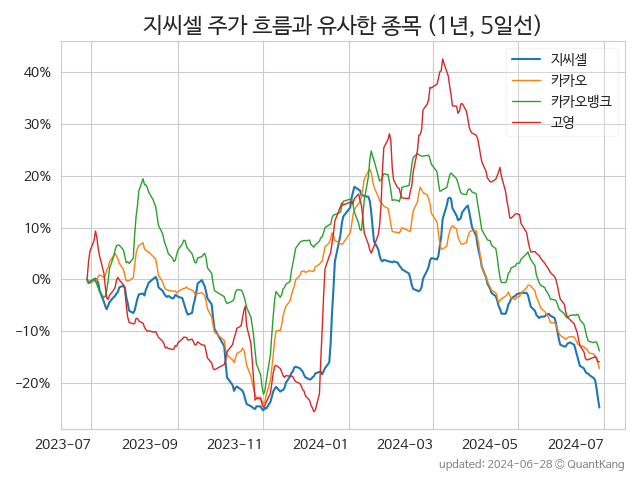 지씨셀 주가 흐름과 유사한 종목 (1년, 5일선)
지씨셀
카카오
카카오뱅크
고영
40%
30%
20%
10%
0%
−10%
−20%
2023-07 2023-09 2023-11 2024-01 2024-03 2024-05 2024-07
updated: 2024-06-28 © QuantKang